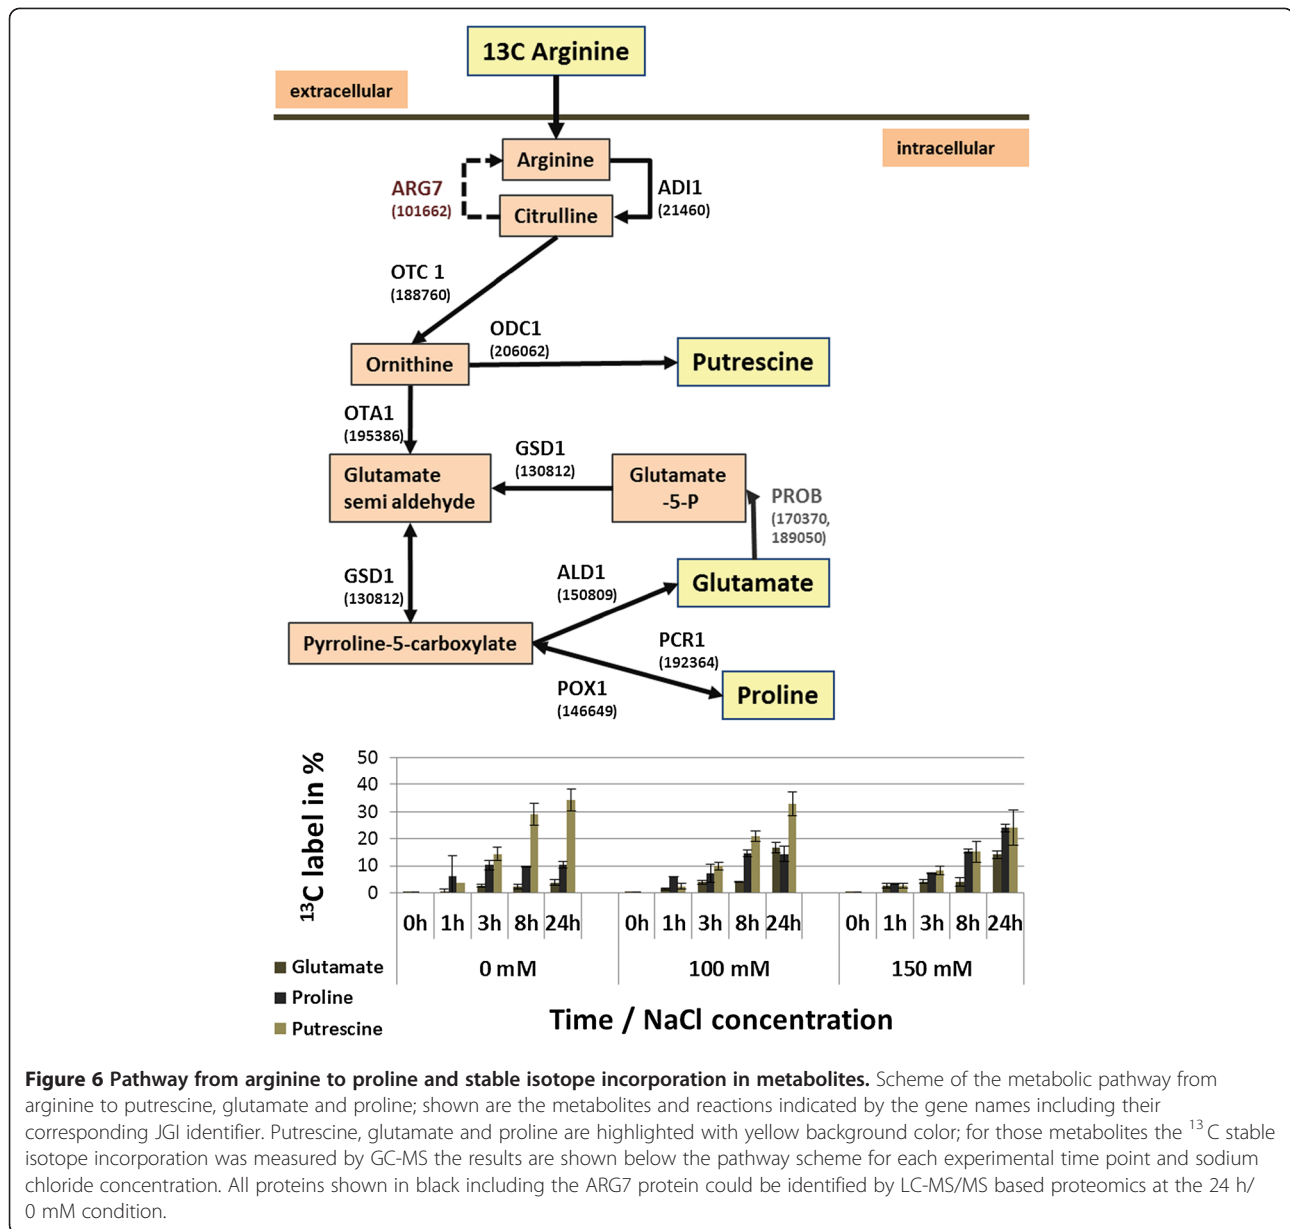 13C Arginine
extracellular
intracellular
Arginine
ARG7
(101662)
ADI1
(21460)
Citrulline
OTC 1
(188760)
ODC1
(206062)
Ornithine
Putrescine
OTA1
(195386)
GSD1
(130812)
Glutamate
semi aldehyde
Glutamate
-5-P
PROB
(170370,
189050)
GSD1
(130812)
ALD1
(150809)
Glutamate
Pyrroline-5-carboxylate
PCR1
(192364)
POX1
(146649)
Proline
13C label in %
50
40
30
20
10
0
0h 1h 3h 8h 24h 0h 1h 3h 8h 24h 0h 1h 3h 8h 24h
0 mM 100 mM 150 mM
Glutamate
Proline
Putrescine
Time / NaCl concentration
Figure 6 Pathway from arginine to proline and stable isotope incorporation in metabolites. Scheme of the metabolic pathway from
arginine to putrescine, glutamate and proline; shown are the metabolites and reactions indicated by the gene names including their
corresponding JGI identifier. Putrescine, glutamate and proline are highlighted with yellow background color; for those metabolites the 13 C stable
isotope incorporation was measured by GC-MS the results are shown below the pathway scheme for each experimental time point and sodium
chloride concentration. All proteins shown in black including the ARG7 protein could be identified by LC-MS/MS based proteomics at the 24 h/
0 mM condition.